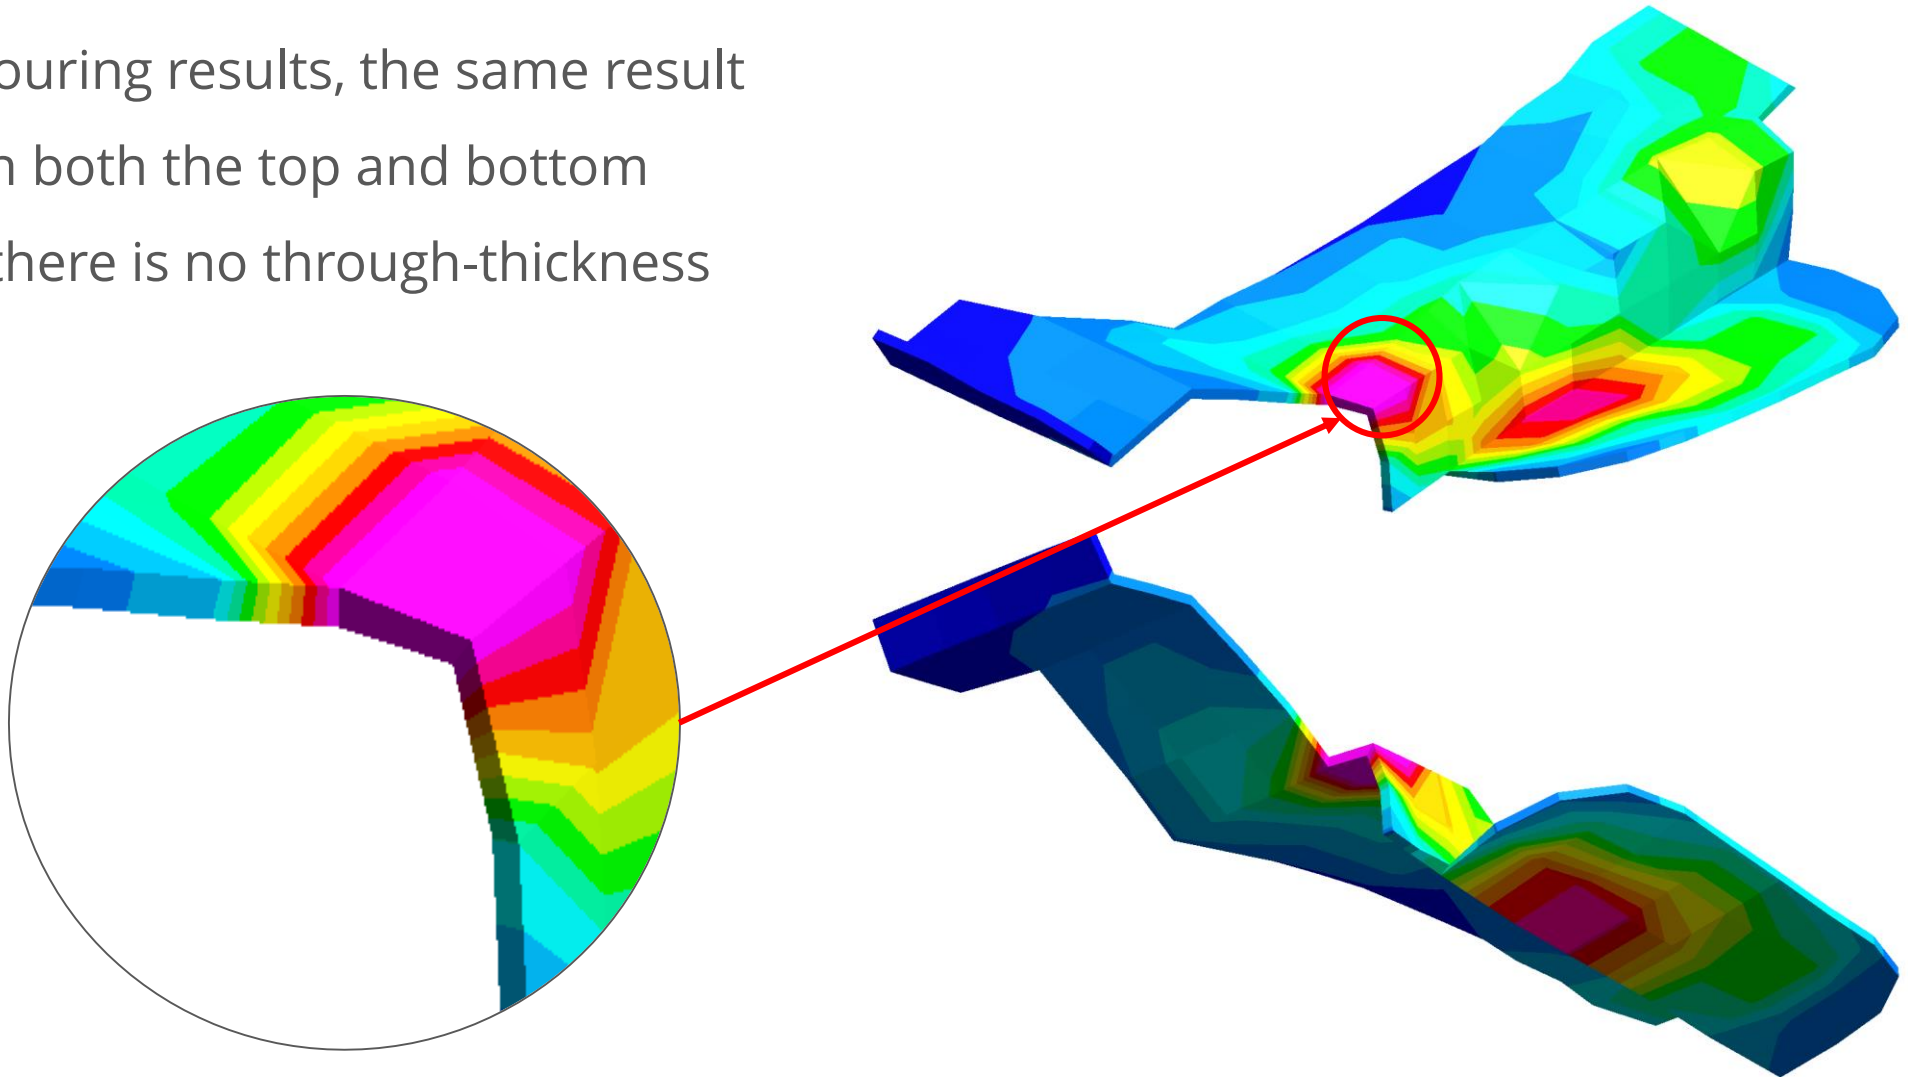 ouring results, the same result
both the top and bottom
there is no through-thickness